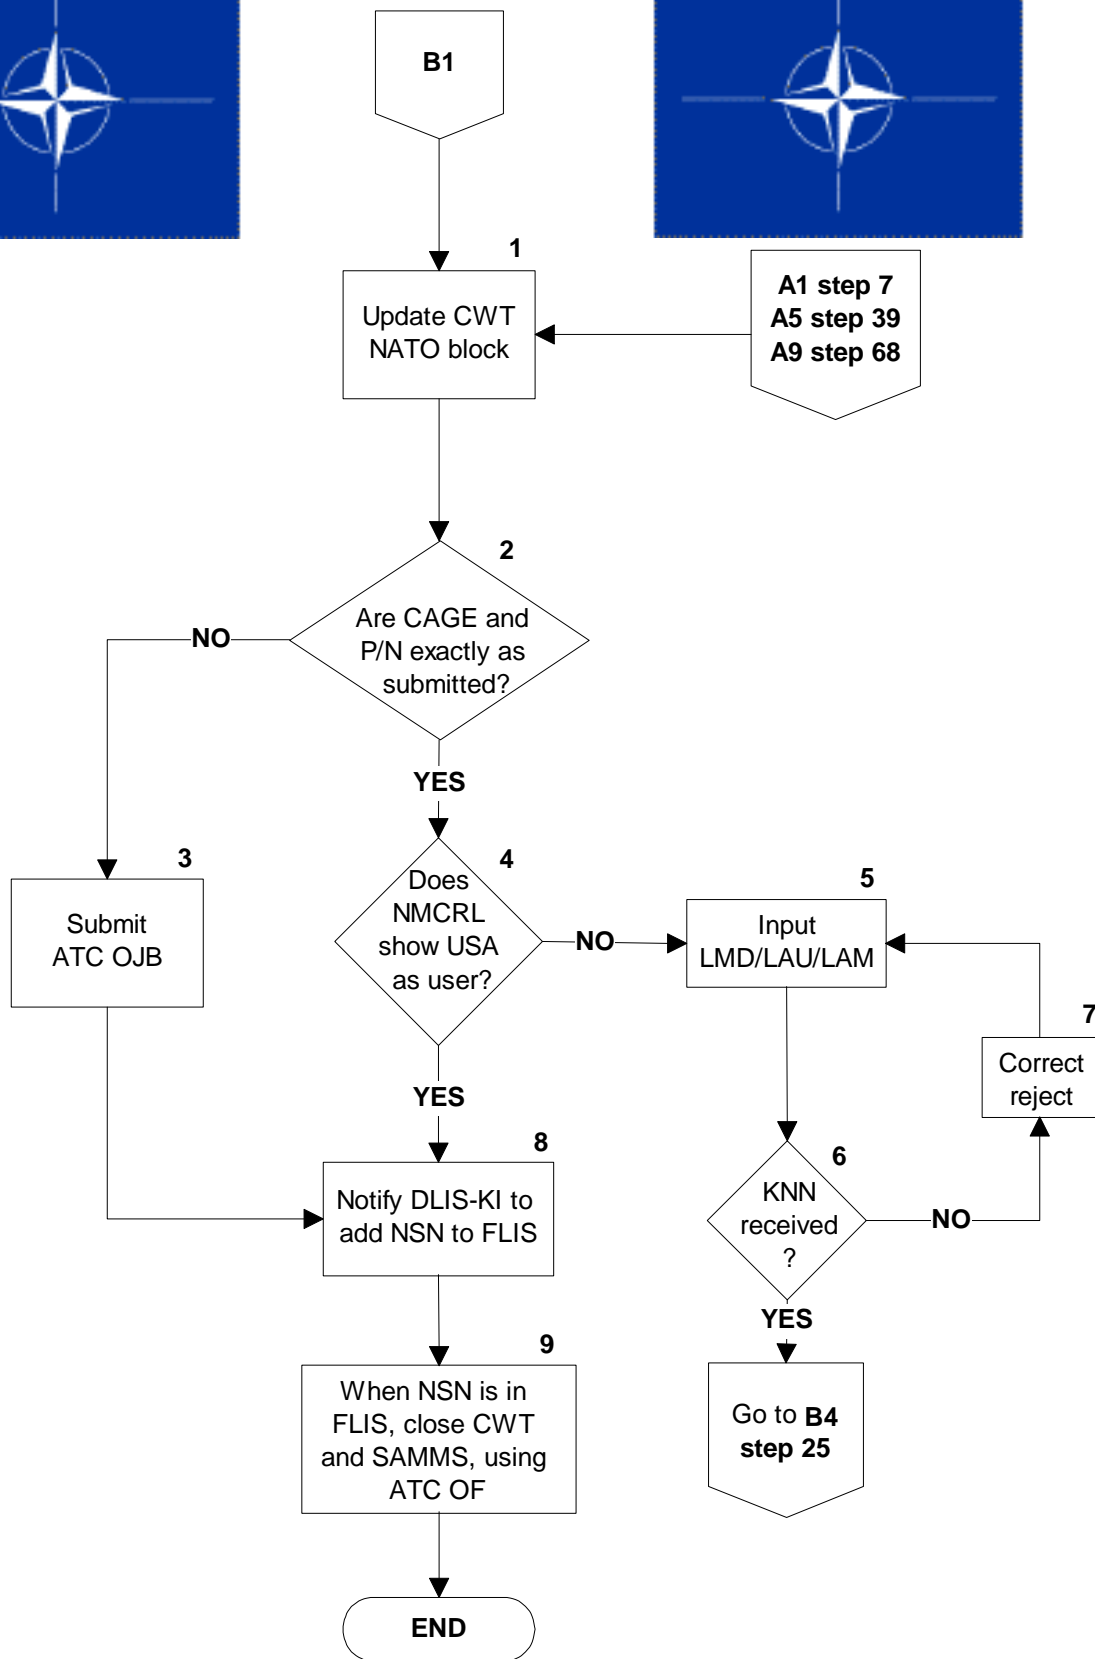 B1
1
Update CWT
NATO block
A1 step 7
A5 step 39
A9 step 68
2
Are CAGE and
P/N exactly as
submitted?
NO
YES
3
Submit
ATC OJB
4
Does
NMCRL
show USA
as user?
NO
5
Input
LMD/LAU/LAM
7
Correct
reject
YES
6
KNN
received
?
NO
8
Notify DLIS-KI to
add NSN to FLIS
YES
9
When NSN is in
FLIS, close CWT
and SAMMS, using
ATC OF
Go to B4
step 25
END